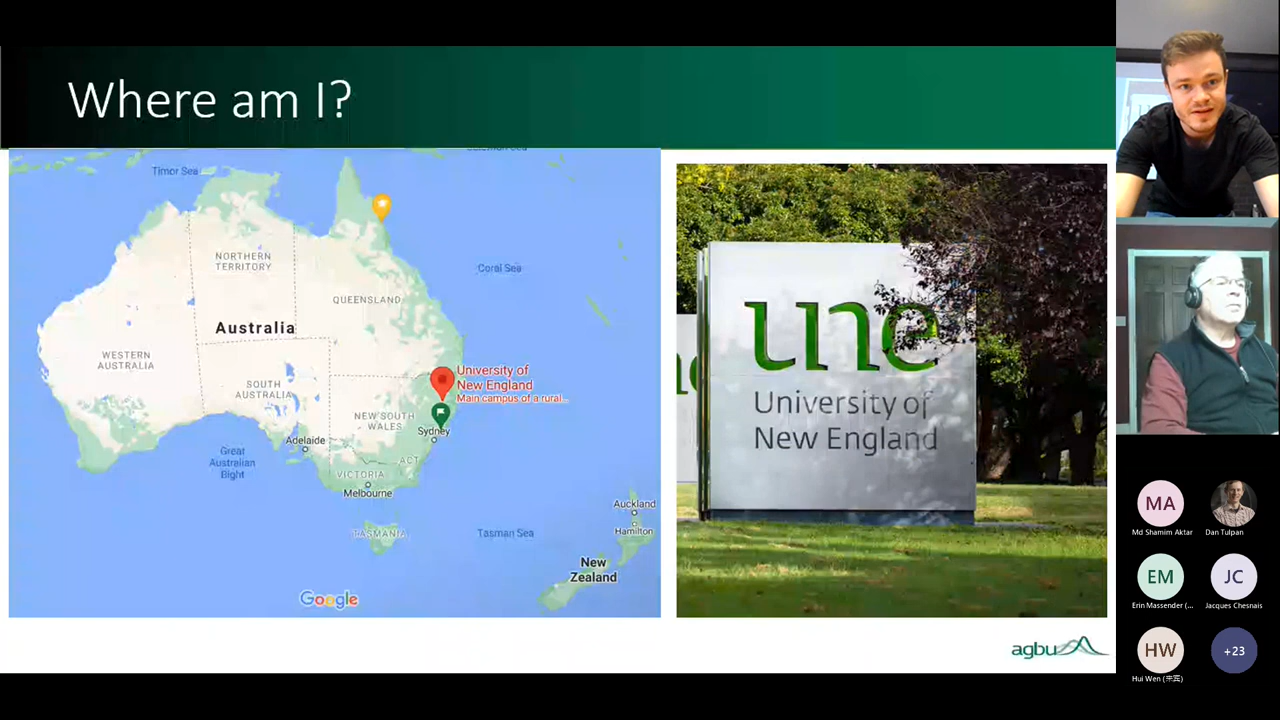 Where am I?
Timor Sea
NORTHERN
TERRITORY
Coral Sea
QUEENSLAND
Australia
WESTERN
AUSTRALIA
SOUTH
AUSTRALIA
University of
New England
Main campus of a rural...
NEW SOUTH
WALES
Sydney
Adelaide
ACT
Great
Australian
Bight
VICTORIA
Melbourne
TASMANIA
Tasman Sea
Auckland
Hamilton
New
Zealand
Google
une
University of
New England
agbu
MA
Md Shamim Aktar
Dan Tulpan
EM
Erin Massender (...
JC
Jacques Chesnais
HW
+23
Hui Wen